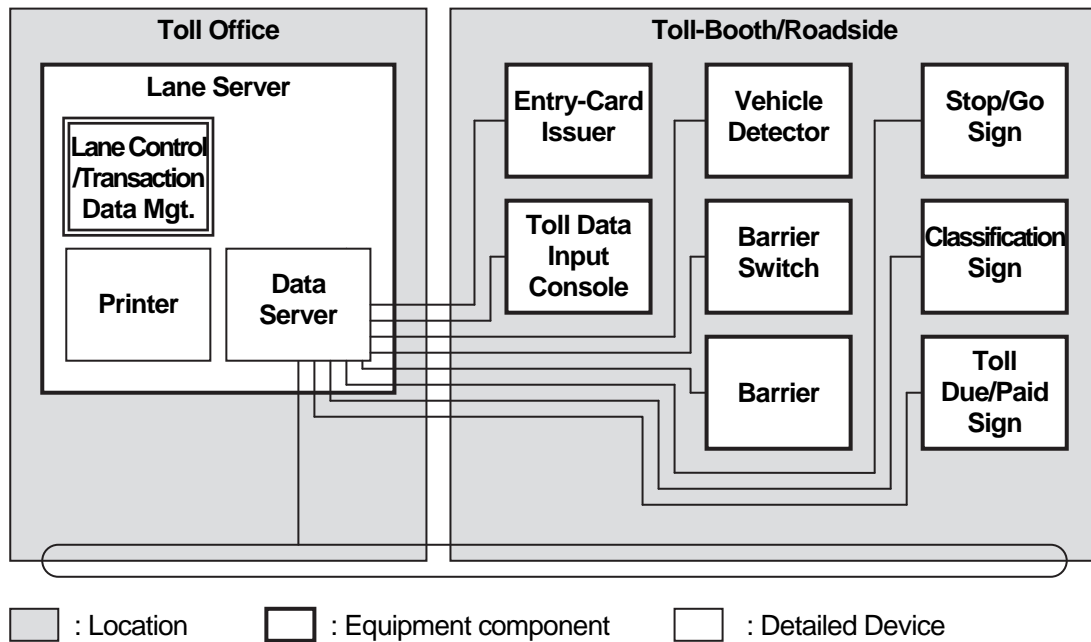 Toll Office
Lane Server
Lane Control
/Transaction
Data Mgt.
Printer
Data
Server
Toll-Booth/Roadside
Entry-Card
Issuer
Vehicle
Detector
Stop/Go
Sign
Toll Data
Input
Console
Barrier
Switch
Classification
Sign
Barrier
Toll
Due/Paid
Sign
: Location
: Equipment component
: Detailed Device